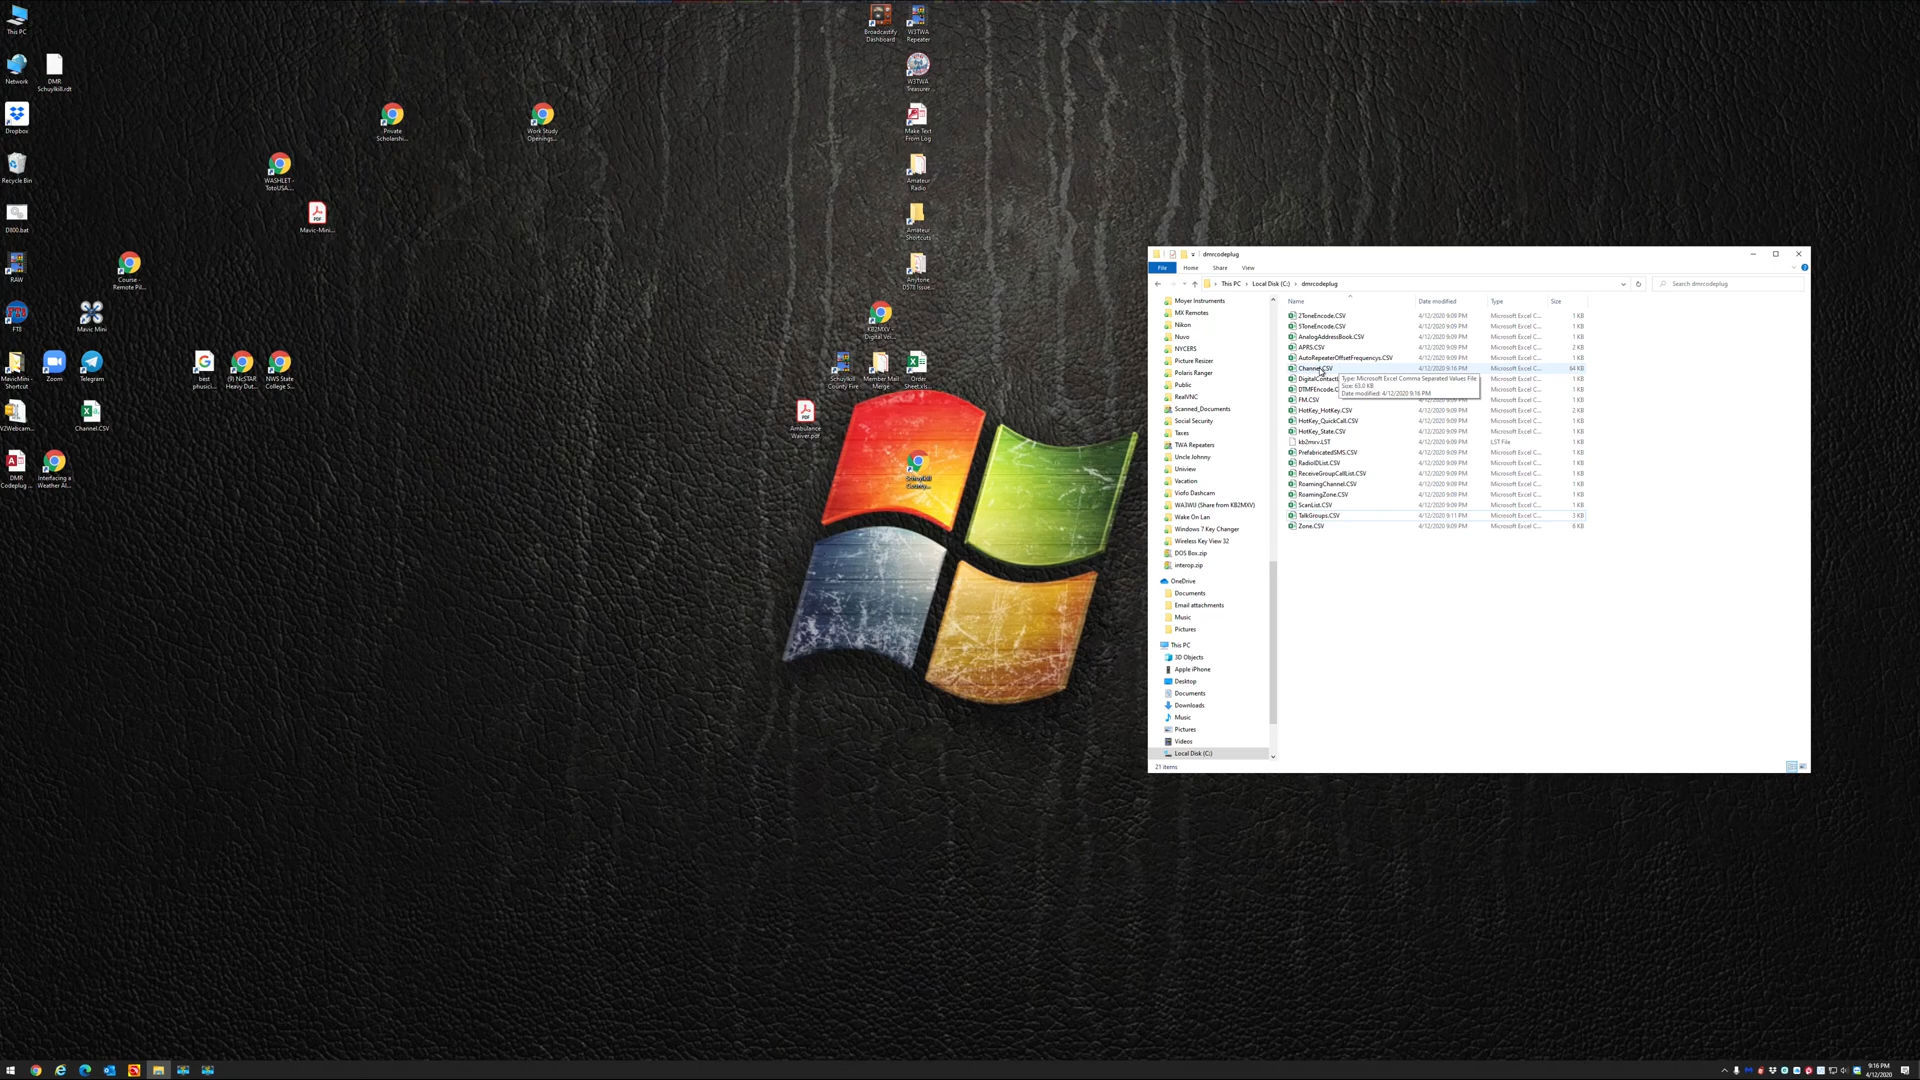 This PC
Network
DMR
Schuylkill.rdt
Dropbox
Recycle Bin
D800.bat
RAW
FT8
MavicMini -
Shortcut
V2Webcam...
DMR
Codeplug ...
Course -
Remote Pil...
Mavic Mini
Zoom
Telegram
Channel.CSV
Interfacing a
Weather Al...
WASHLET -
TotoUSA....
Mavic-Mini...
Private
Scholarshi...
Work Study
Openings...
best
phusici...
(9) NcSTAR
Heavy Dut...
NWS State
College S...
Broadcastify
Dashboard
W3TWA
Repeater
W3TWA
Treasurer
Make Text
From Log
Amateur
Radio
Amateur
Shortcuts
Anytone
D578 Issue...
KB2MXV -
Digital Voi...
Schuylkill
County Fire
Member Mail
Merge
Order
Sheet.xls...
Ambulance
Waiver.pdf
Schuylkill
County...
dmrcodeplug
File
Home
Share
View
This PC
Local Disk (C:)
dmrcodeplug
Search dmrcodeplug
Moyer Instruments
MX Remotes
Nikon
Nuvo
NYCERS
Picture Resizer
Polaris Ranger
Public
RealVNC
Scanned_Documents
Social Security
Taxes
TWA Repeaters
Uncle Johnny
Uniview
Vacation
Viofo Dashcam
WA3WU (Share from KB2MXV)
Wake On Lan
Windows 7 Key Changer
Wireless Key View 32
DOS Box.zip
interop.zip
OneDrive
Documents
Email attachments
Music
Pictures
This PC
3D Objects
Apple iPhone
Desktop
Documents
Downloads
Music
Pictures
Videos
Local Disk (C:)
Name Date modified Type Size
2ToneEncode.CSV 4/12/2020 9:09 PM Microsoft Excel C... 1 KB
5ToneEncode.CSV 4/12/2020 9:09 PM Microsoft Excel C... 1 KB
AnalogAddressBook.CSV 4/12/2020 9:09 PM Microsoft Excel C... 1 KB
APRS.CSV 4/12/2020 9:09 PM Microsoft Excel C... 2 KB
AutoRepeaterOffsetFrequencys.CSV 4/12/2020 9:09 PM Microsoft Excel C... 1 KB
Channel.CSV 4/12/2020 9:16 PM Microsoft Excel C... 64 KB
DigitalContactL Microsoft Excel C... 1 KB
DTMFEncode.C Microsoft Excel C... 1 KB
Type: Microsoft Excel Comma Separated Values File
Size: 63.0 KB
Date modified: 4/12/2020 9:16 PM
FM.CSV 4/12/2020 9:09 PM Microsoft Excel C... 1 KB
HotKey_HotKey.CSV 4/12/2020 9:09 PM Microsoft Excel C... 2 KB
HotKey_QuickCall.CSV 4/12/2020 9:09 PM Microsoft Excel C... 1 KB
HotKey_State.CSV 4/12/2020 9:09 PM Microsoft Excel C... 1 KB
kb2mxv.LST 4/12/2020 9:09 PM LST File 1 KB
PrefabricatedSMS.CSV 4/12/2020 9:09 PM Microsoft Excel C... 1 KB
RadioIDList.CSV 4/12/2020 9:09 PM Microsoft Excel C... 1 KB
ReceiveGroupCallList.CSV 4/12/2020 9:09 PM Microsoft Excel C... 1 KB
RoamingChannel.CSV 4/12/2020 9:09 PM Microsoft Excel C... 1 KB
RoamingZone.CSV 4/12/2020 9:09 PM Microsoft Excel C... 1 KB
ScanList.CSV 4/12/2020 9:09 PM Microsoft Excel C... 1 KB
TalkGroups.CSV 4/12/2020 9:11 PM Microsoft Excel C... 3 KB
Zone.CSV 4/12/2020 9:09 PM Microsoft Excel C... 6 KB
21 items
9:16 PM
4/12/2020